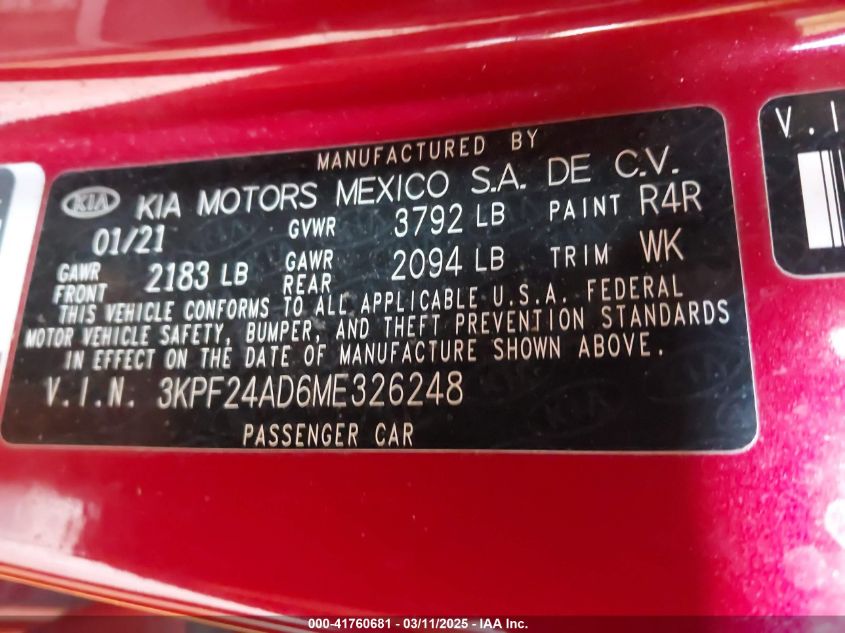 MANUFACTURED BY
KIA KIA MOTORS MEXICO S.A. DE C.V.
01/21 GVWR 3792 LB PAINT R4R
GAWR FRONT 2183 LB GAWR REAR 2094 LB TRIM WK
THIS VEHICLE CONFORMS TO ALL APPLICABLE U.S.A. FEDERAL
MOTOR VEHICLE SAFETY, BUMPER, AND THEFT PREVENTION STANDARDS
IN EFFECT ON THE DATE OF MANUFACTURE SHOWN ABOVE.
V.I.N. 3KPF24AD6ME326248
PASSENGER CAR
V.I
000-41760681 / 03/11/2025 - IAA Inc.